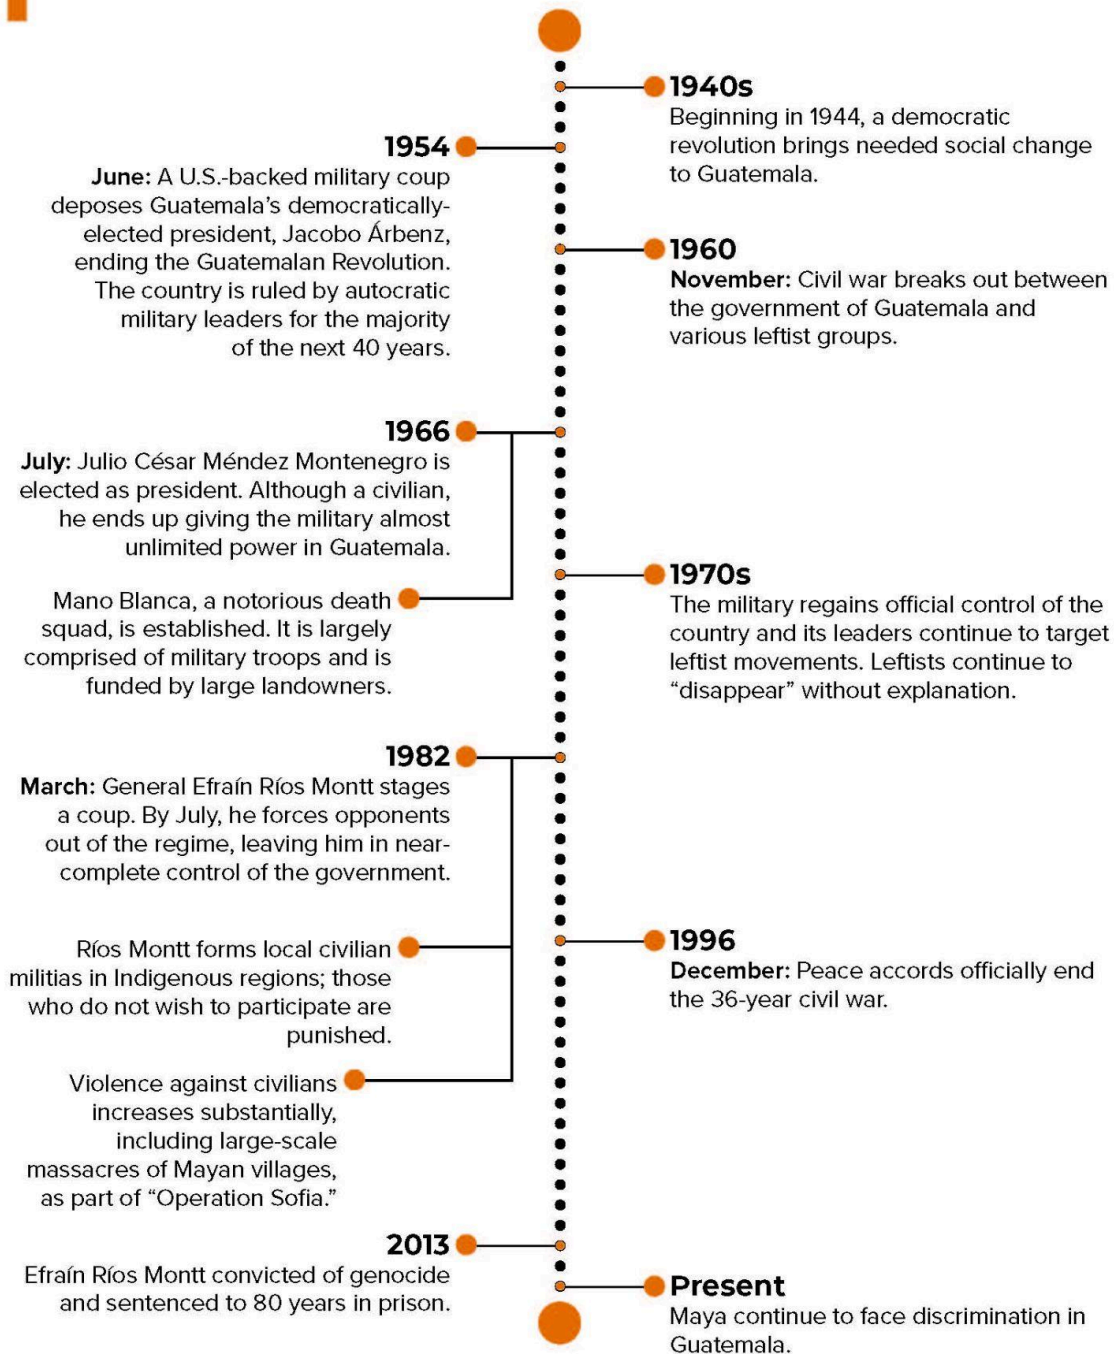 1940s
Beginning in 1944, a democratic
revolution brings needed social change
to Guatemala.
1954
June: A U.S.-backed military coup
deposes Guatemala's democratically-
elected president, Jacobo Árbenz,
ending the Guatemalan Revolution.
The country is ruled by autocratic
military leaders for the majority
of the next 40 years.
1960
November: Civil war breaks out between
the government of Guatemala and
various leftist groups.
1966
July: Julio César Méndez Montenegro is
elected as president. Although a civilian,
he ends up giving the military almost
unlimited power in Guatemala.
Mano Blanca, a notorious death
squad, is established. It is largely
comprised of military troops and is
funded by large landowners.
1970s
The military regains official control of the
country and its leaders continue to target
leftist movements. Leftists continue to
“disappear” without explanation.
1982
March: General Efraín Ríos Montt stages
a coup. By July, he forces opponents
out of the regime, leaving him in near-
complete control of the government.
Ríos Montt forms local civilian
militias in Indigenous regions; those
who do not wish to participate are
punished.
Violence against civilians
increases substantially,
including large-scale
massacres of Mayan villages,
as part of “Operation Sofia.”
1996
December: Peace accords officially end
the 36-year civil war.
2013
Efraín Ríos Montt convicted of genocide
and sentenced to 80 years in prison.
Present
Maya continue to face discrimination in
Guatemala.